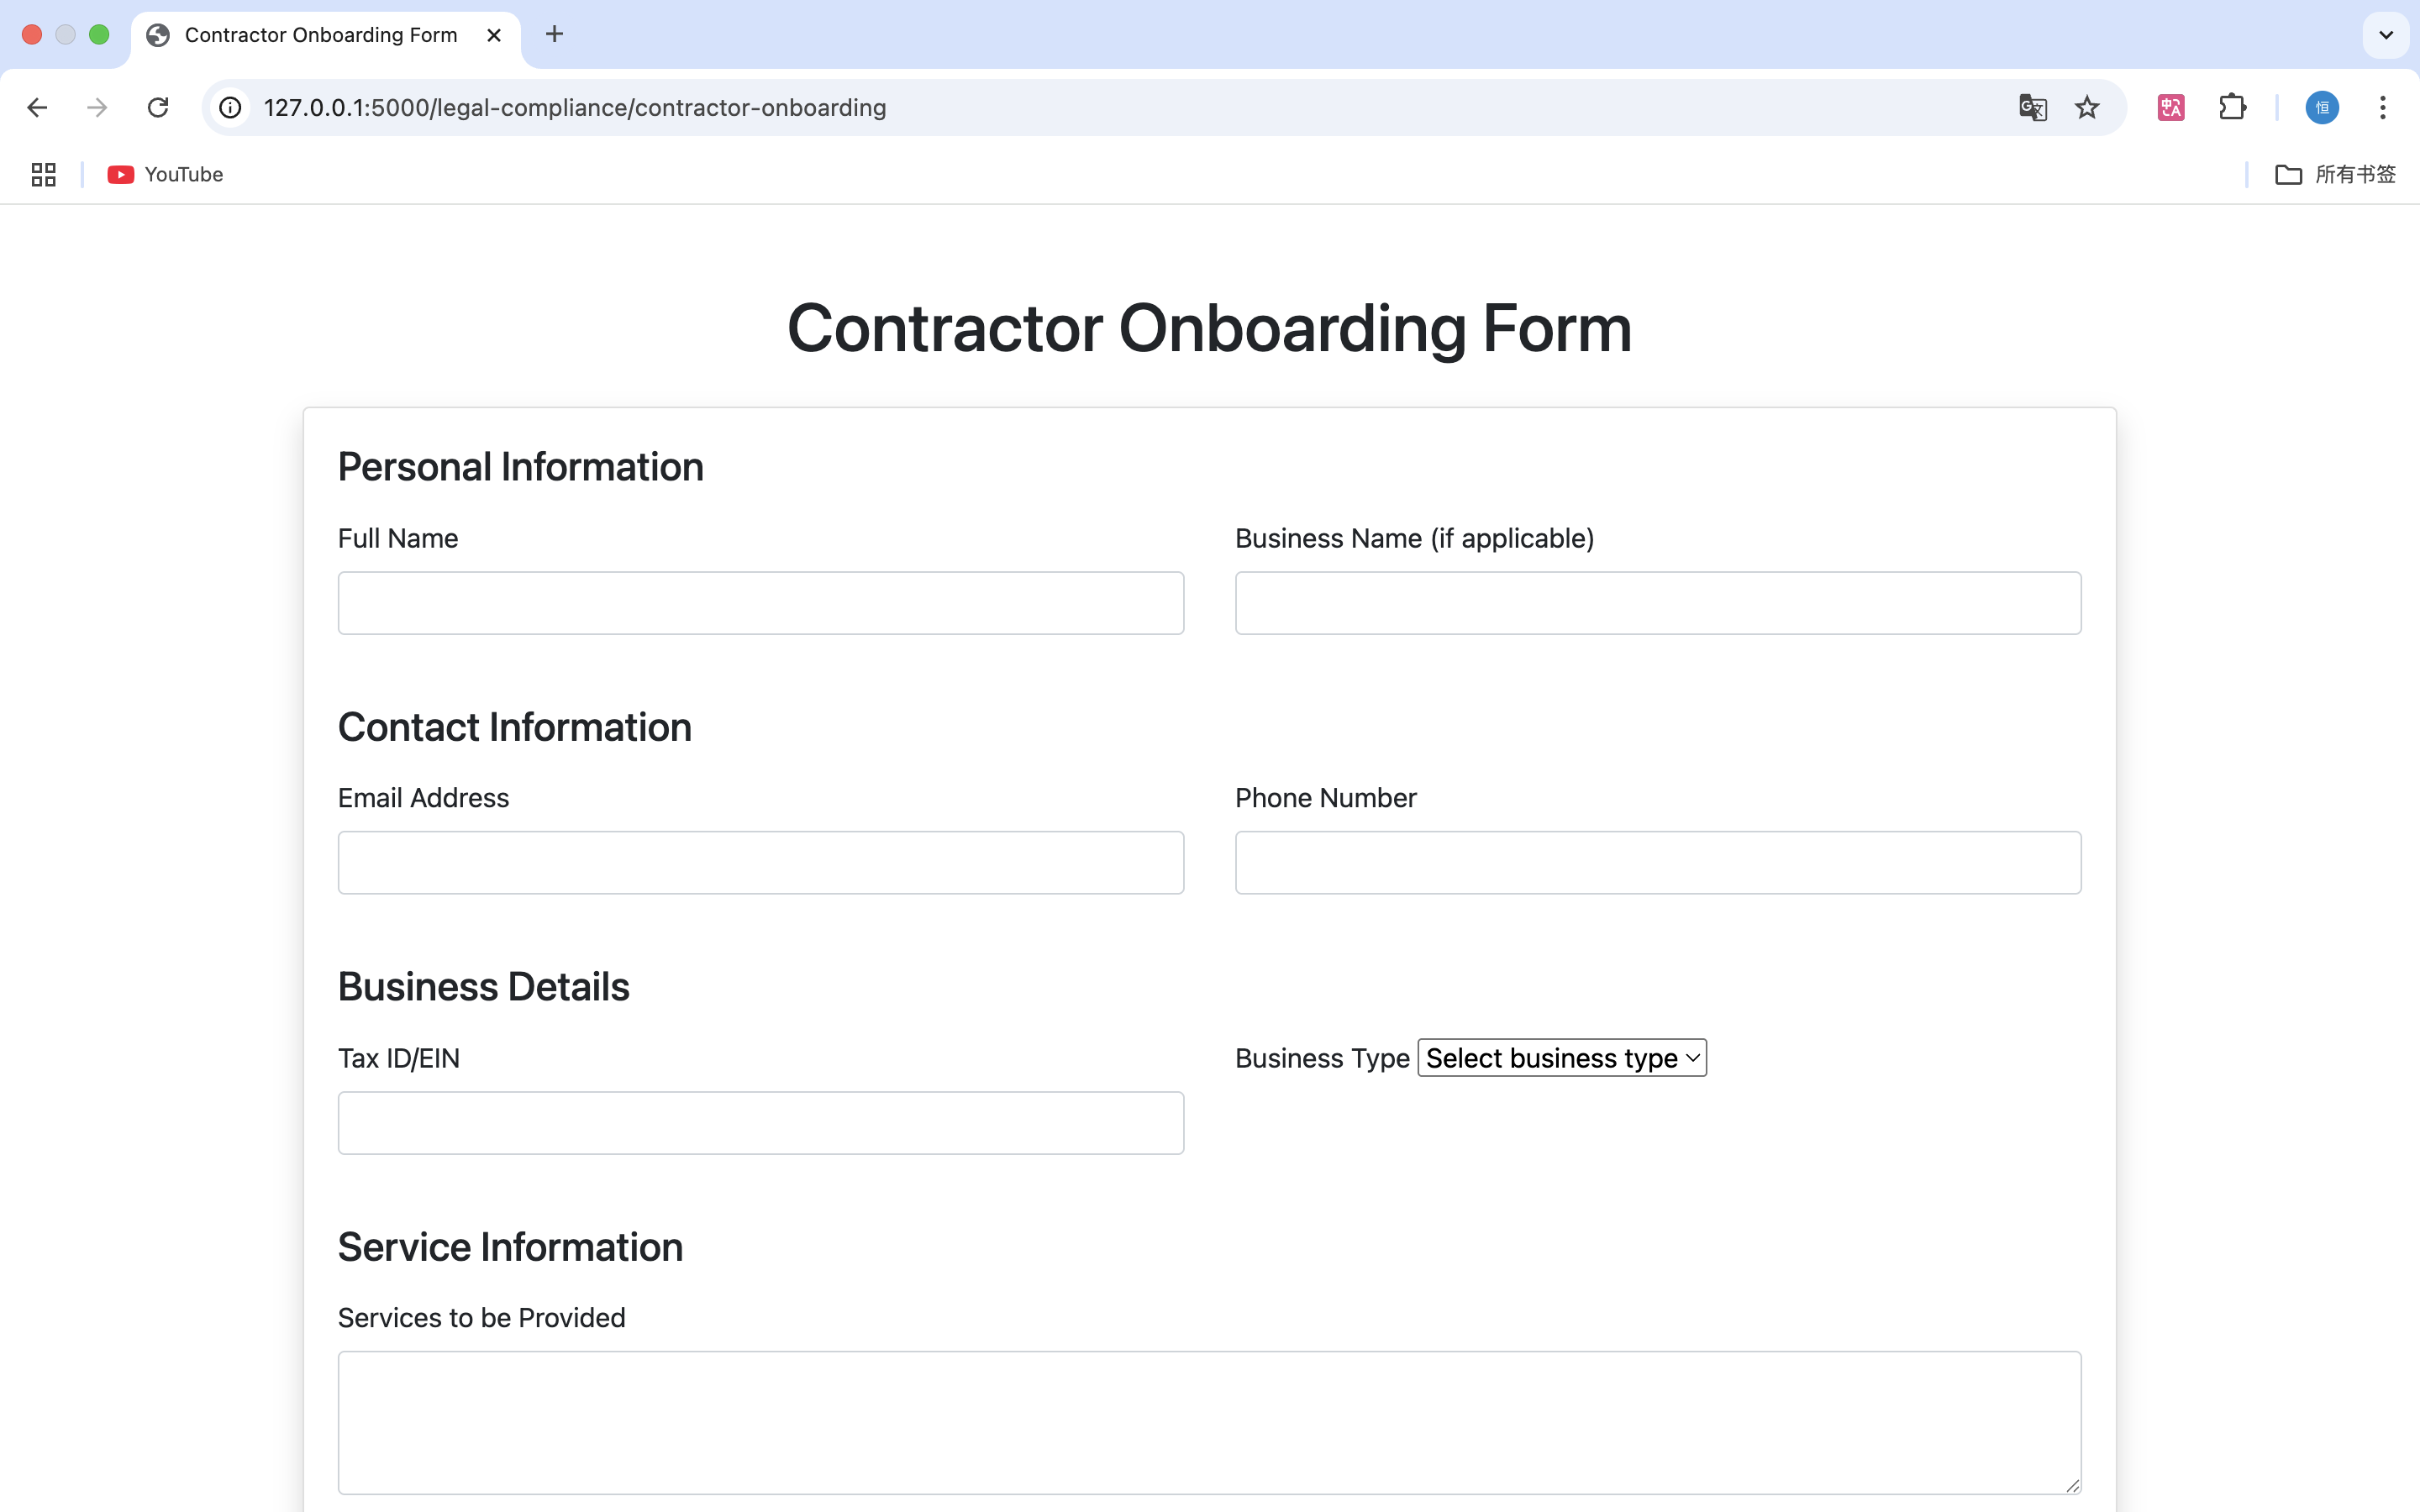 Contractor Onboarding Form
127.0.0.1:5000/legal-compliance/contractor-onboarding
恒
YouTube
所有书签
Contractor Onboarding Form
Personal Information
Full Name
Business Name (if applicable)
Contact Information
Email Address
Phone Number
Business Details
Tax ID/EIN
Business Type Select business type
Service Information
Services to be Provided